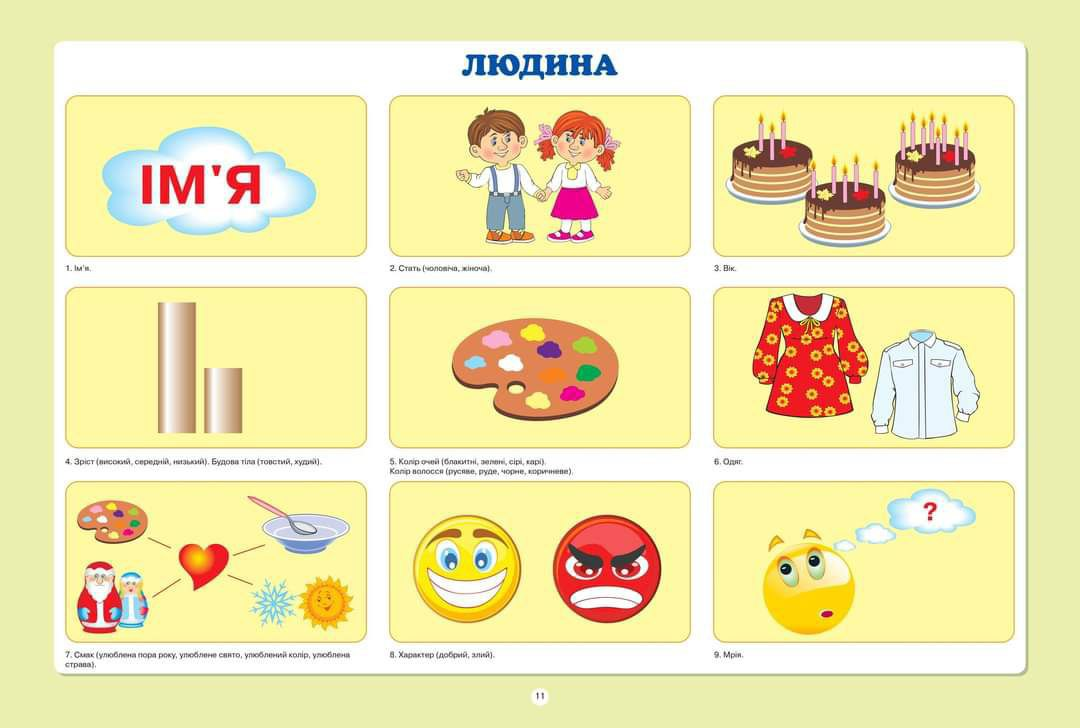 ЛЮДИНА
ІМ'Я
1. Ім'я.
2. Стать (чоловіча, жіноча).
3. Вік.
4. Зріст (високий, середній, низький). Будова тіла (товстий, худий).
5. Колір очей (блакитні, зелені, сірі, карі).
Колір волосся (русяве, руде, чорне, коричневе).
6. Одяг.
?
7. Смак (улюблена пора року, улюблене свято, улюблений колір, улюблена
страва).
8. Характер (добрий, злий).
9. Мрія.
11